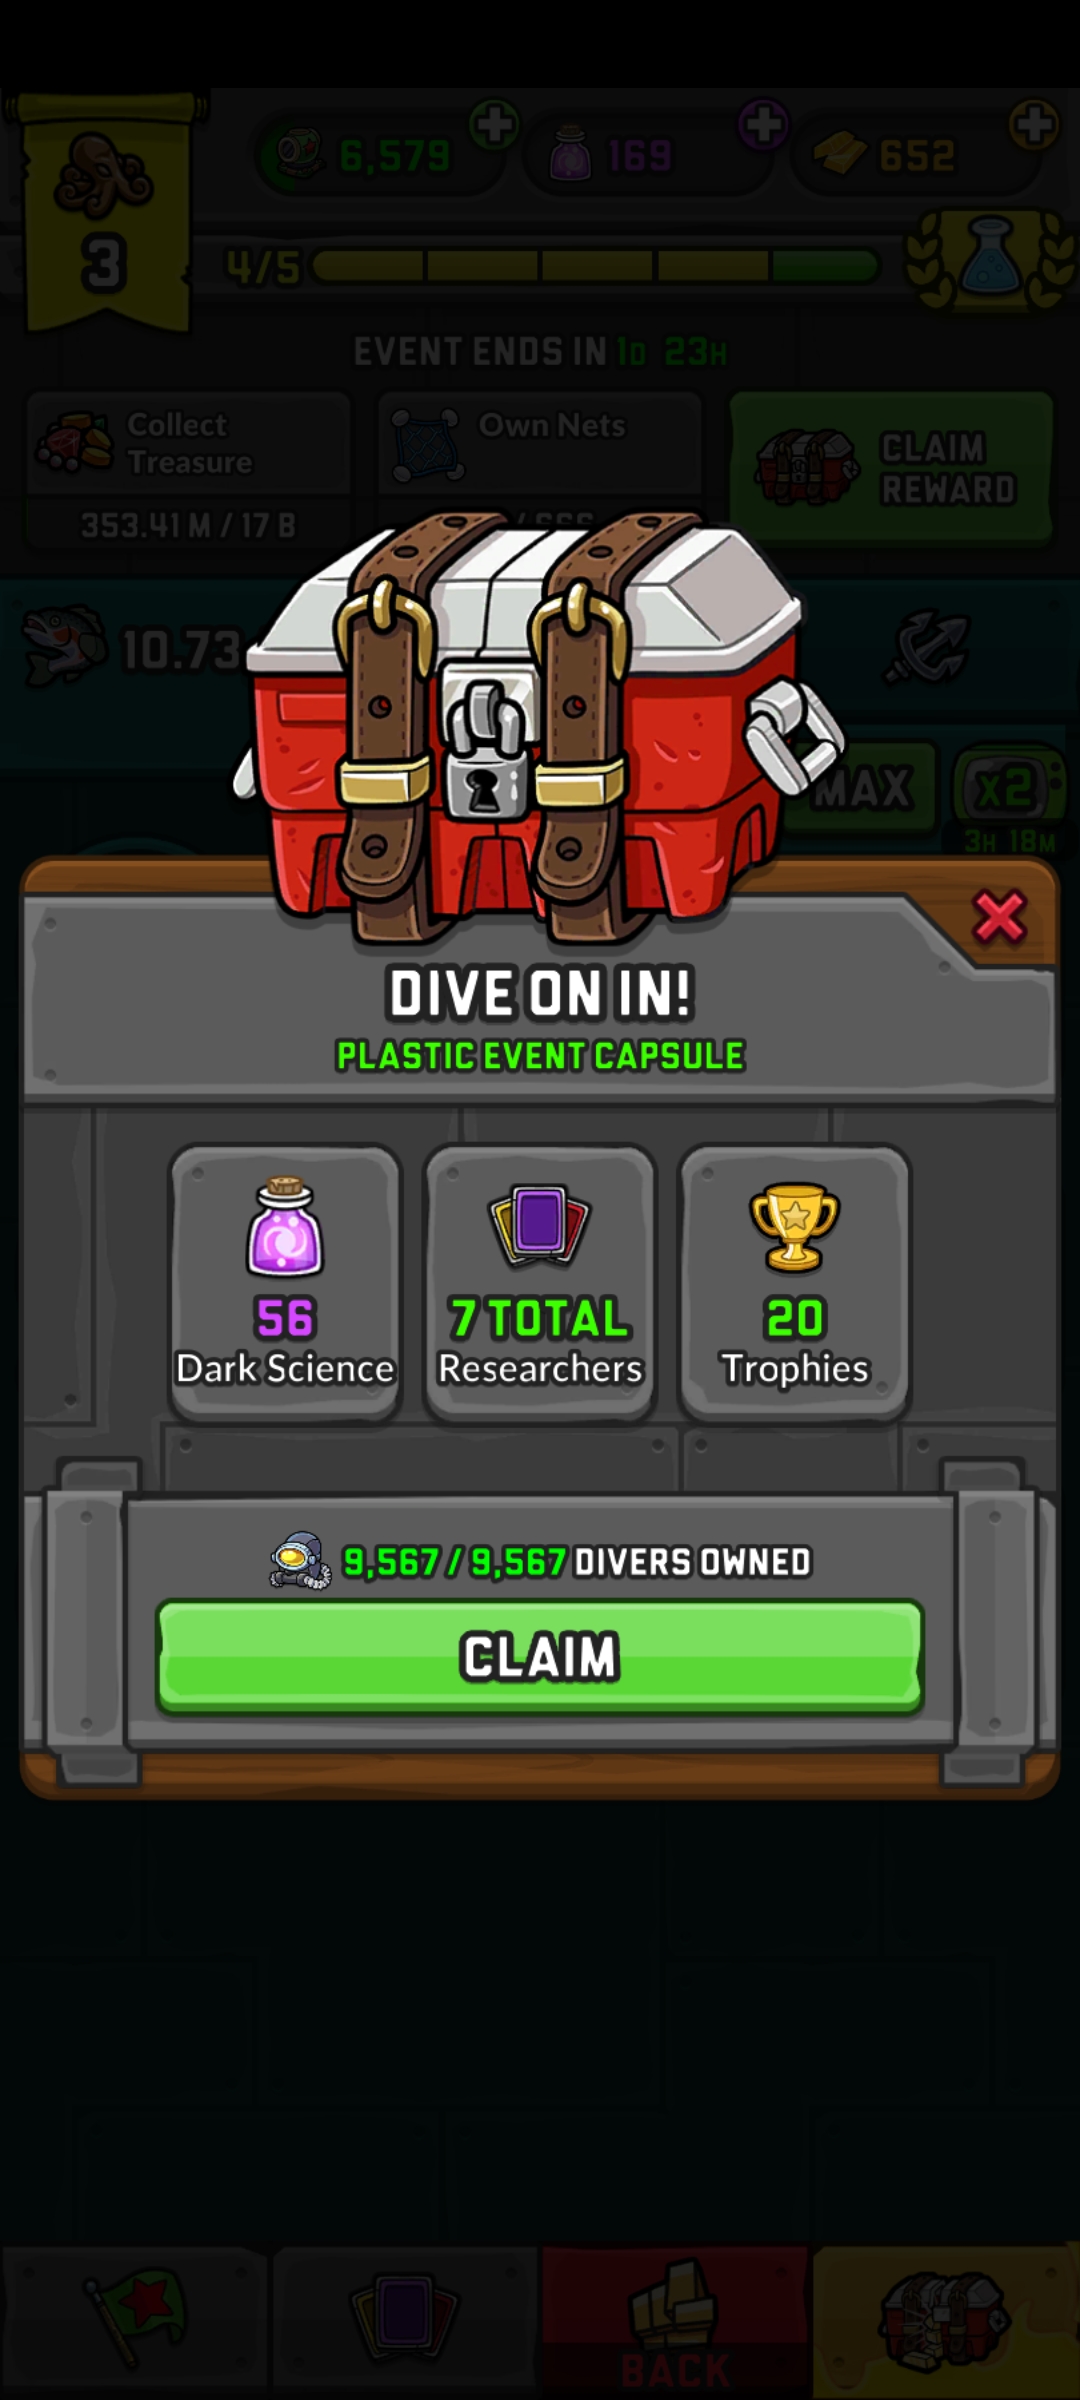 6,579
169
652
3
4/5
EVENT ENDS IN 1D 23H
Collect
Treasure
Own Nets
CLAIM
REWARD
353.41 M / 17 B
10.73
MAX
x2
3H 18M
DIVE ON IN!
PLASTIC EVENT CAPSULE
56
Dark Science
7 TOTAL
Researchers
20
Trophies
9,567 / 9,567 DIVERS OWNED
CLAIM
BACK